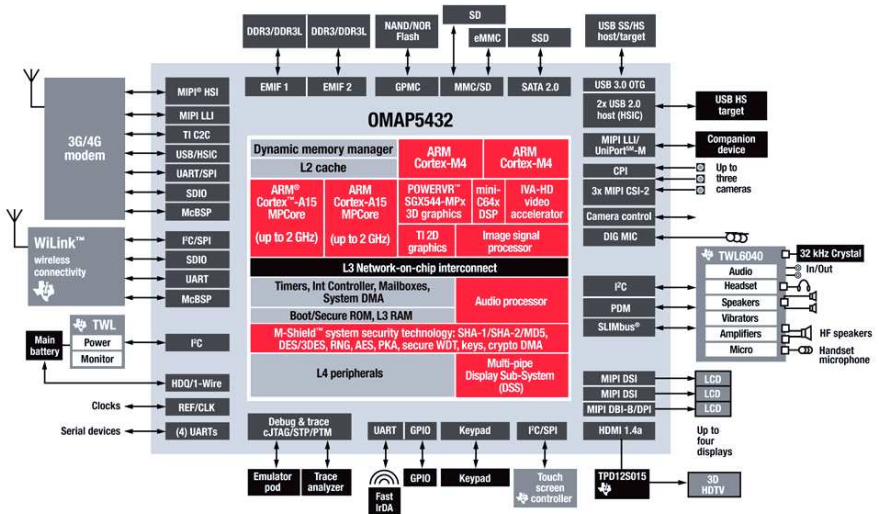 DDR3/DDR3L
DDR3/DDR3L
NAND/NOR
Flash
SD
eMMC
SSD
USB SS/HS
host/target
EMIF 1
EMIF 2
GPMC
MMC/SD
SATA 2.0
USB 3.0 OTG
OMAP5432
3G/4G
modem
MIPI® HSI
MIPI LLI
TI C2C
USB/HSIC
UART/SPI
SDIO
McBSP
WiLink™
wireless
connectivity
I²C/SPI
SDIO
UART
McBSP
Main
battery
TWL
Power
Monitor
I²C
HDQ/1-Wire
Clocks
REF/CLK
Serial devices
(4) UARTs
Dynamic memory manager
L2 cache
ARM
Cortex-M4
ARM
Cortex-M4
ARM®
Cortex™-A15
MPCore
(up to 2 GHz)
ARM
Cortex-A15
MPCore
(up to 2 GHz)
POWERVR™
SGX544-MPx
3D graphics
mini-
C64x
DSP
IVA-HD
video
accelerator
TI 2D
graphics
Image signal
processor
L3 Network-on-chip interconnect
Timers, Int Controller, Mailboxes,
System DMA
Boot/Secure ROM, L3 RAM
Audio processor
M-Shield™ system security technology: SHA-1/SHA-2/MD5,
DES/3DES, RNG, AES, PKA, secure WDT, keys, crypto DMA
L4 peripherals
Multi-pipe
Display Sub-System
(DSS)
2x USB 2.0
host (HSIC)
USB HS
target
MIPI LLI/
UniPort℠-M
Companion
device
CPI
3x MIPI CSI-2
Up to
three
cameras
Camera control
DIG MIC
I²C
PDM
SLIMbus®
TWL6040
Audio
Headset
Speakers
Vibrators
Amplifiers
Micro
32 kHz Crystal
In/Out
HF speakers
Handset
microphone
MIPI DSI
LCD
MIPI DSI
LCD
MIPI DBI-B/DPI
LCD
HDMI 1.4a
Up to
four
displays
TPD12S015
3D
HDTV
Debug & trace
cJTAG/STP/PTM
UART
GPIO
Keypad
I²C/SPI
Emulator
pod
Trace
analyzer
Fast
IrDA
GPIO
Keypad
Touch
screen
controller